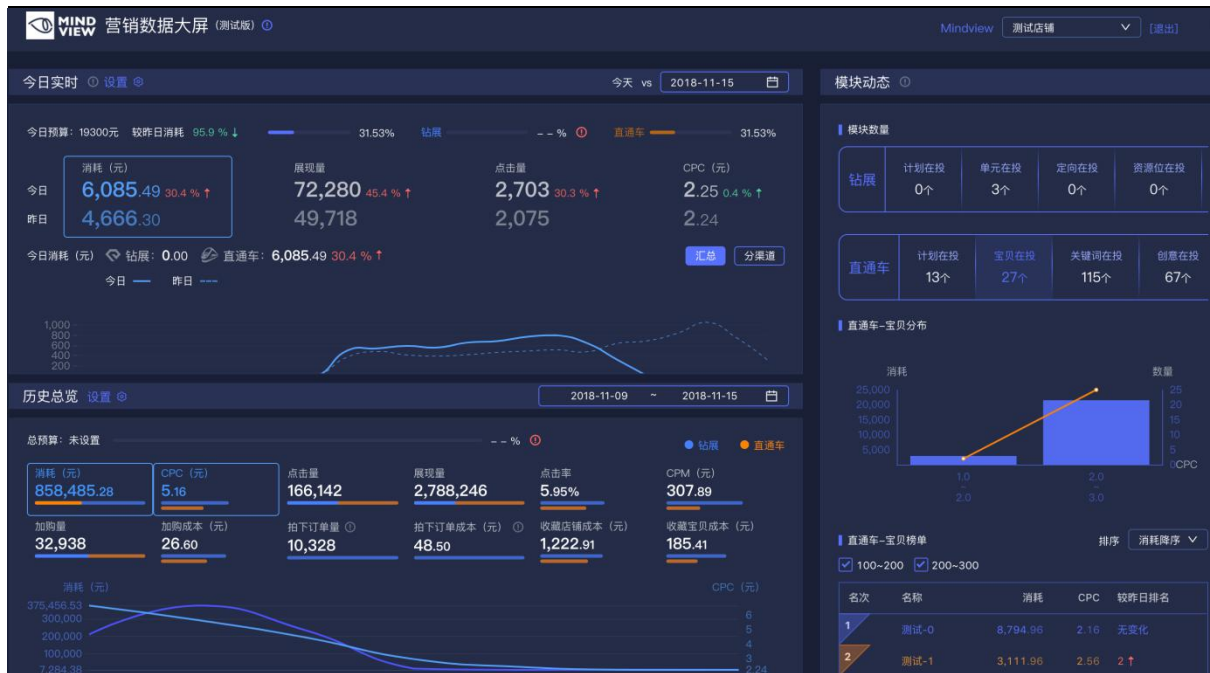 MIND VIEW 营销数据大屏 (测试版)
Mindview 测试店铺 [退出]
今日实时 设置
今天 vs 2018-11-15
今日预算: 19300元 较昨日消耗 95.9 % ↓ 31.53% 钻展 - - % 直通车 31.53%
消耗 (元) 展现量 点击量 CPC (元)
今日 6,085.49 30.4 % ↑ 72,280 45.4 % ↑ 2,703 30.3 % ↑ 2.25 0.4 % ↑
昨日 4,666.30 49,718 2,075 2.24
今日消耗 (元) 钻展: 0.00 直通车: 6,085.49 30.4 % ↑ 汇总 分渠道
今日 昨日
1,000
800
600
400
200
历史总览 设置
2018-11-09 ~ 2018-11-15
总预算: 未设置 - - % 钻展 直通车
消耗 (元) CPC (元) 点击量 展现量 点击率 CPM (元)
858,485.28 5.16 166,142 2,788,246 5.95% 307.89
加购量 加购成本 (元) 拍下订单量 拍下订单成本 (元) 收藏店铺成本 (元) 收藏宝贝成本 (元)
32,938 26.60 10,328 48.50 1,222.91 185.41
消耗 (元) CPC (元)
375,456.53
300,000 6
200,000 5
4
100,000 3
7,284.38 2.24
模块动态
模块数量
钻展
计划在投 单元在投 定向在投 资源位在投
0个 3个 0个 0个
直通车
计划在投 宝贝在投 关键词在投 创意在投
13个 27个 115个 67个
直通车-宝贝分布
消耗 数量
25,000 25
20,000 20
15,000 15
10,000 10
5,000 5
0 CPC
1.0 2.0
~ ~
2.0 3.0
直通车-宝贝榜单 排序 消耗降序
100~200 200~300
名次 名称 消耗 CPC 较昨日排名
1 测试-0 8,794.96 2.16 无变化
2 测试-1 3,111.96 2.56 2 ↑